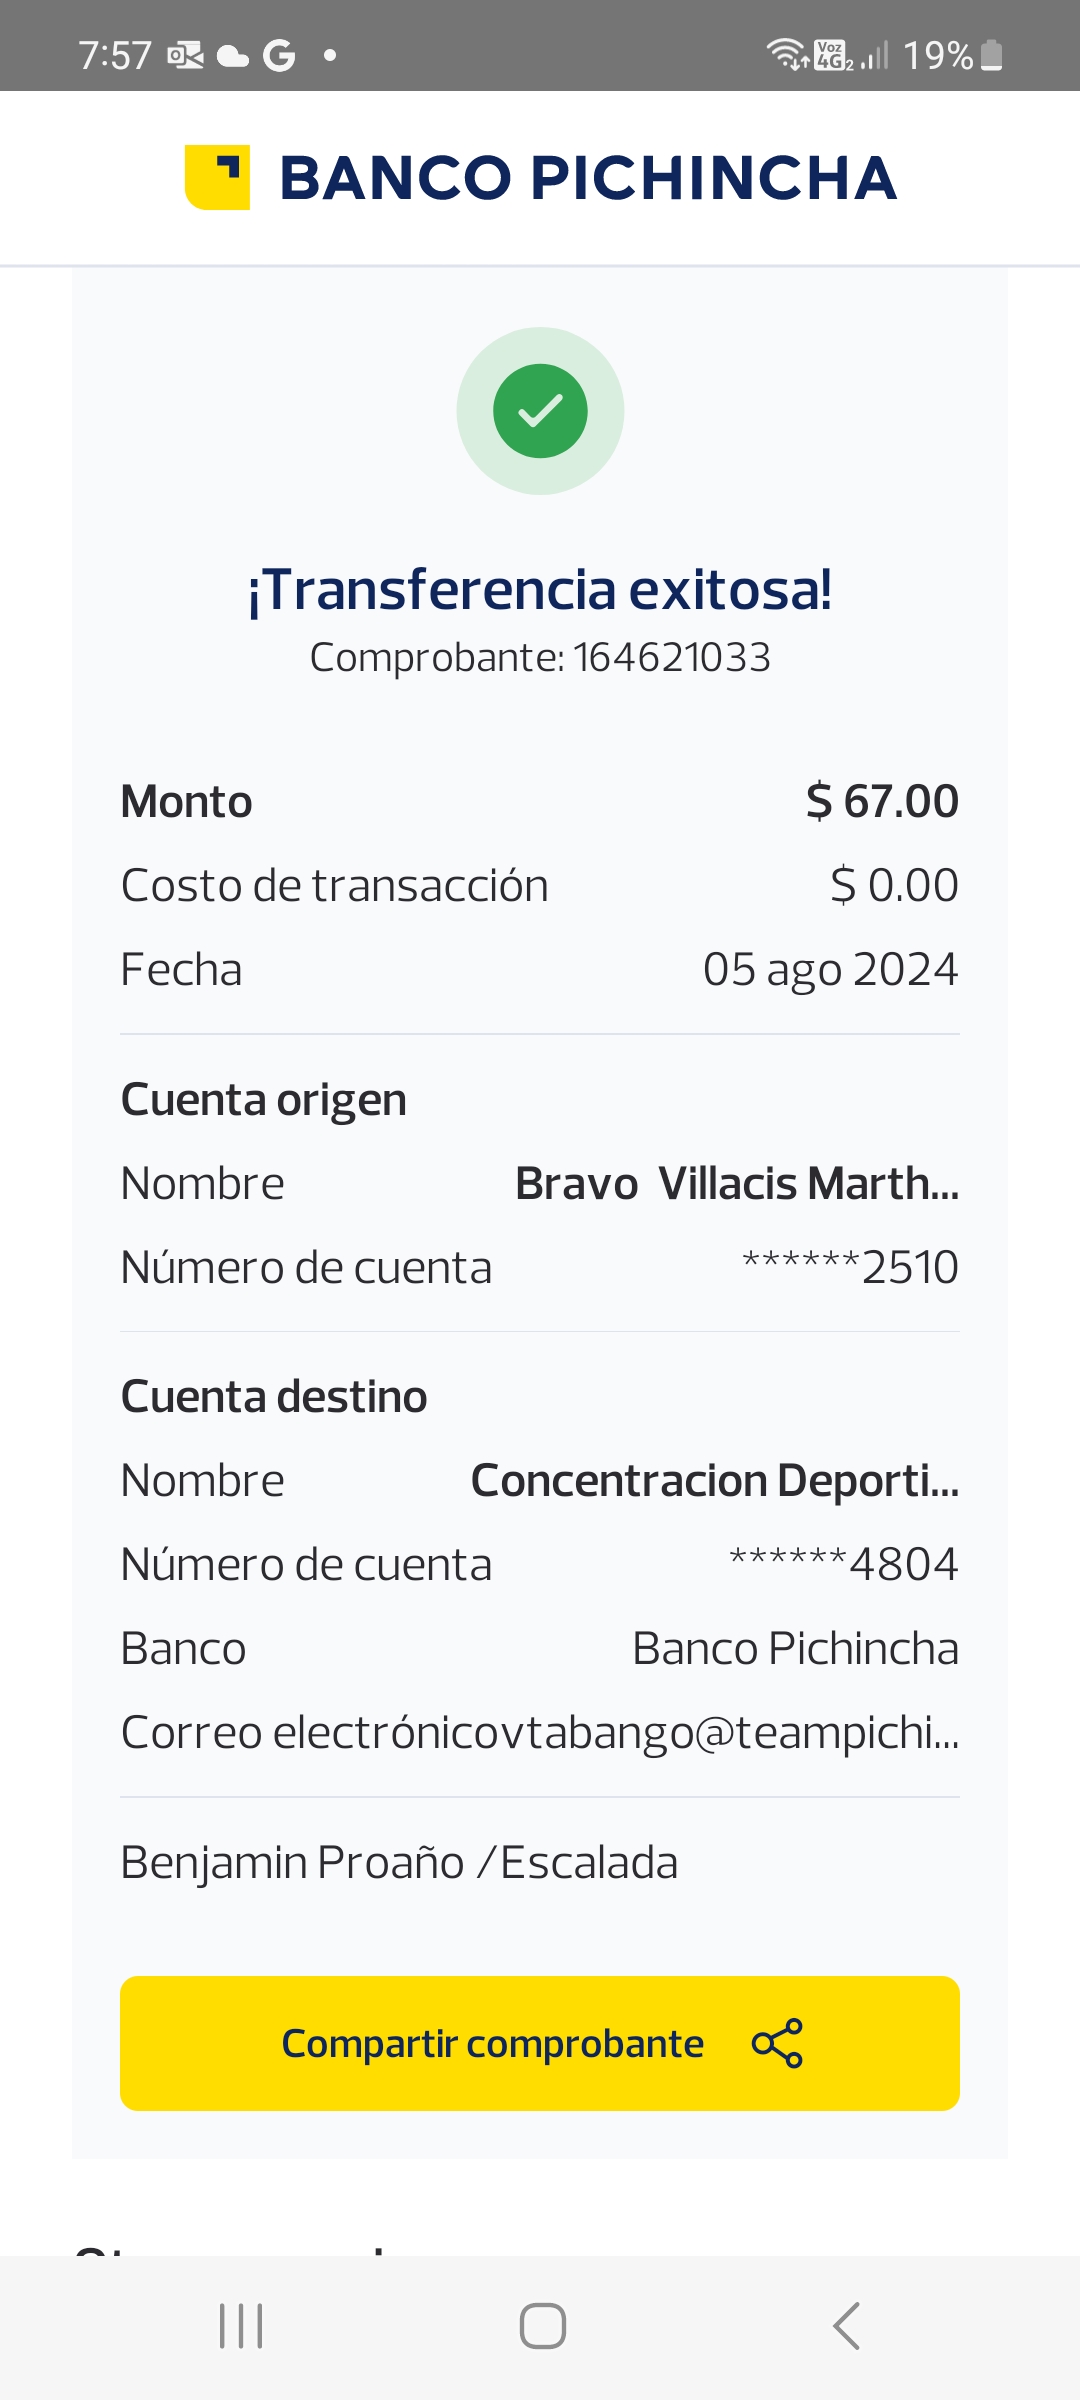 7:57
Voz 4G 2 19%
BANCO PICHINCHA
¡Transferencia exitosa!
Comprobante: 164621033
Monto $ 67.00
Costo de transacción $ 0.00
Fecha 05 ago 2024
Cuenta origen
Nombre Bravo  Villacis Marth...
Número de cuenta ******2510
Cuenta destino
Nombre Concentracion Deporti...
Número de cuenta ******4804
Banco Banco Pichincha
Correo electrónicovtabango@teampichi...
Benjamin Proaño /Escalada
Compartir comprobante